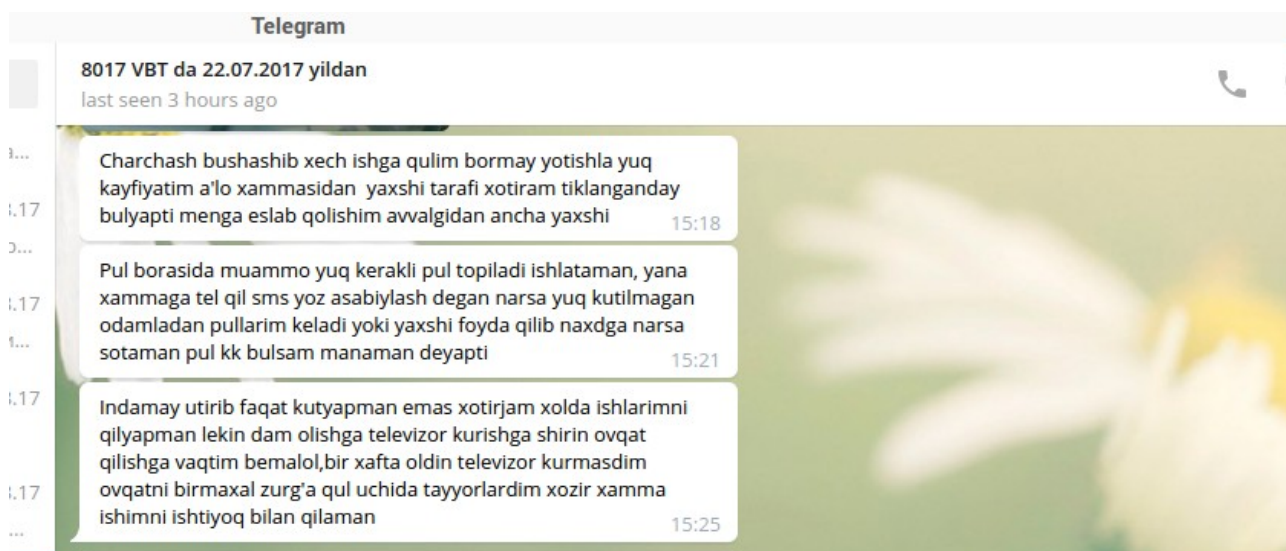 Telegram
8017 VBT da 22.07.2017 yildan
last seen 3 hours ago
Charchash bushashib xech ishga qulim bormay yotishla yuq
kayfiyatim a'lo xammasidan yaxshi tarafi xotiram tiklanganday
bulyapti menga eslab qolishim avvalgidan ancha yaxshi
15:18
Pul borasida muammo yuq kerakli pul topiladi ishlataman, yana
xammaga tel qil sms yoz asabiylash degan narsa yuq kutilmagan
odamladan pullarim keladi yoki yaxshi foyda qilib naxdga narsa
sotaman pul kk bulsam manaman deyapti
15:21
Indamay utirib faqat kutyapman emas xotirjam xolda ishlarimni
qilyapman lekin dam olishga televizor kurishga shirin ovqat
qilishga vaqtim bemalol,bir xafta oldin televizor kurmasdim
ovqatni birmaxal zurg'a qul uchida tayyorlardim xozir xamma
ishimni ishtiyoq bilan qilaman
15:25